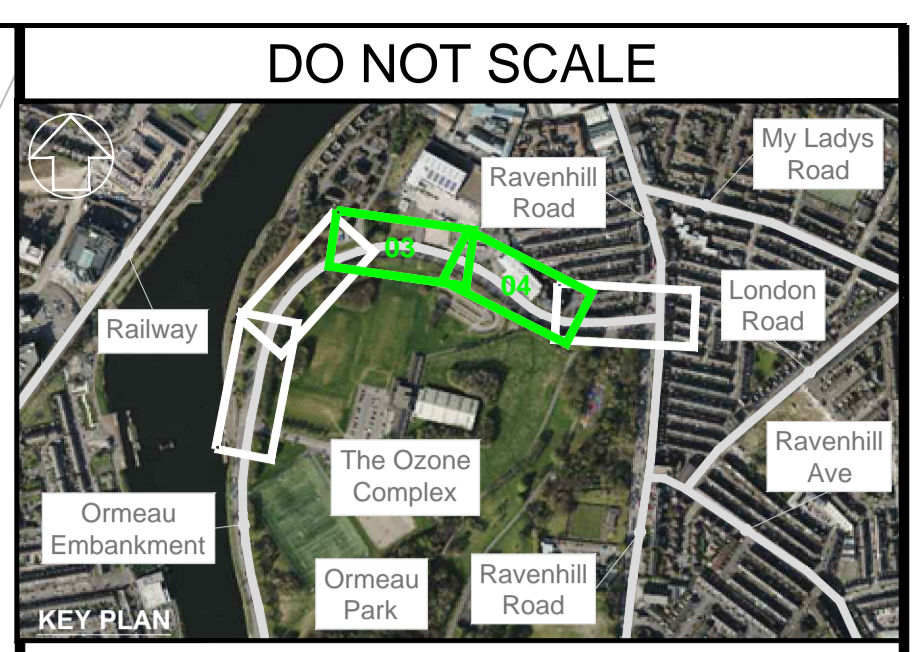 DO NOT SCALE
My Ladys
Road
Ravenhill
Road
03
04
London
Road
Railway
Ravenhill
Ave
The Ozone
Complex
Ormeau
Embankment
Ormeau
Park
Ravenhill
Road
KEY PLAN